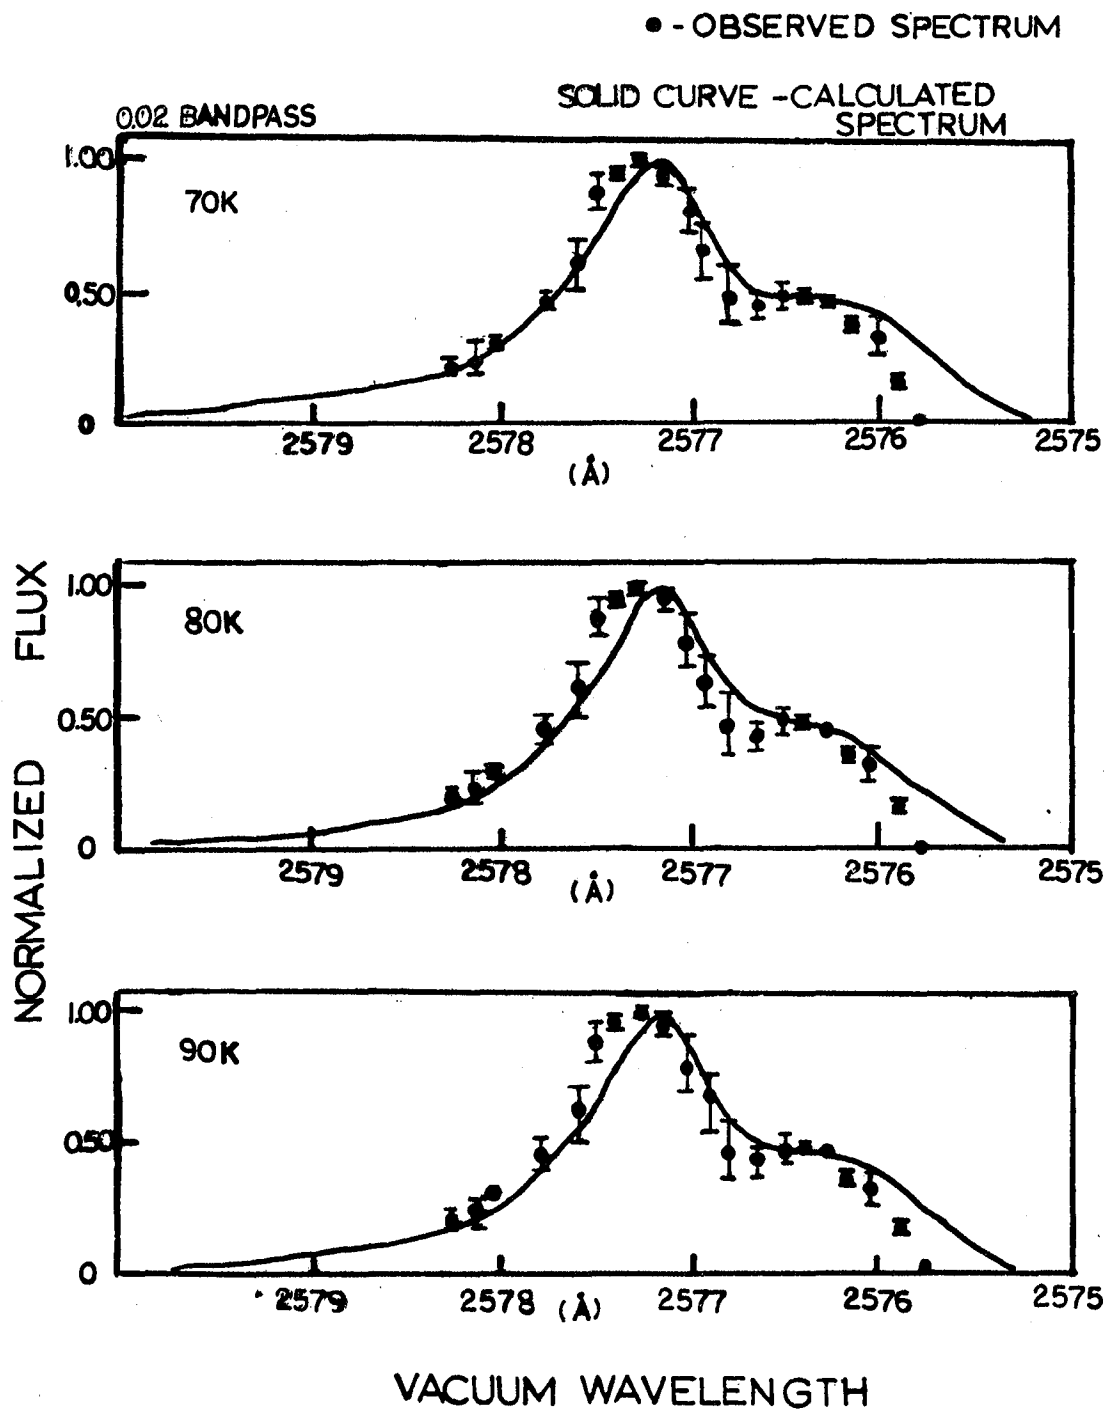 ● - OBSERVED SPECTRUM
SOLID CURVE - CALCULATED
SPECTRUM
0.02 BANDPASS
1.00
70K
0.50
0
2579 2578 2577 2576 2575
(Å)
NORMALIZED FLUX
1.00
80K
0.50
0
2579 2578 2577 2576 2575
(Å)
1.00
90K
0.50
0
2579 2578 2577 2576 2575
(Å)
VACUUM WAVELENGTH